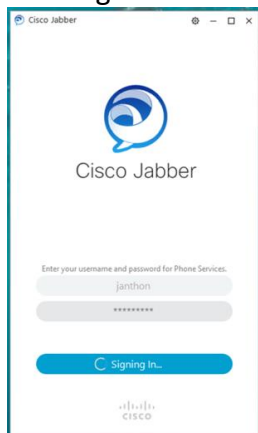 Cisco Jabber
Cisco Jabber
Enter your username and password for Phone Services.
janthon
*********
Signing In...
cisco